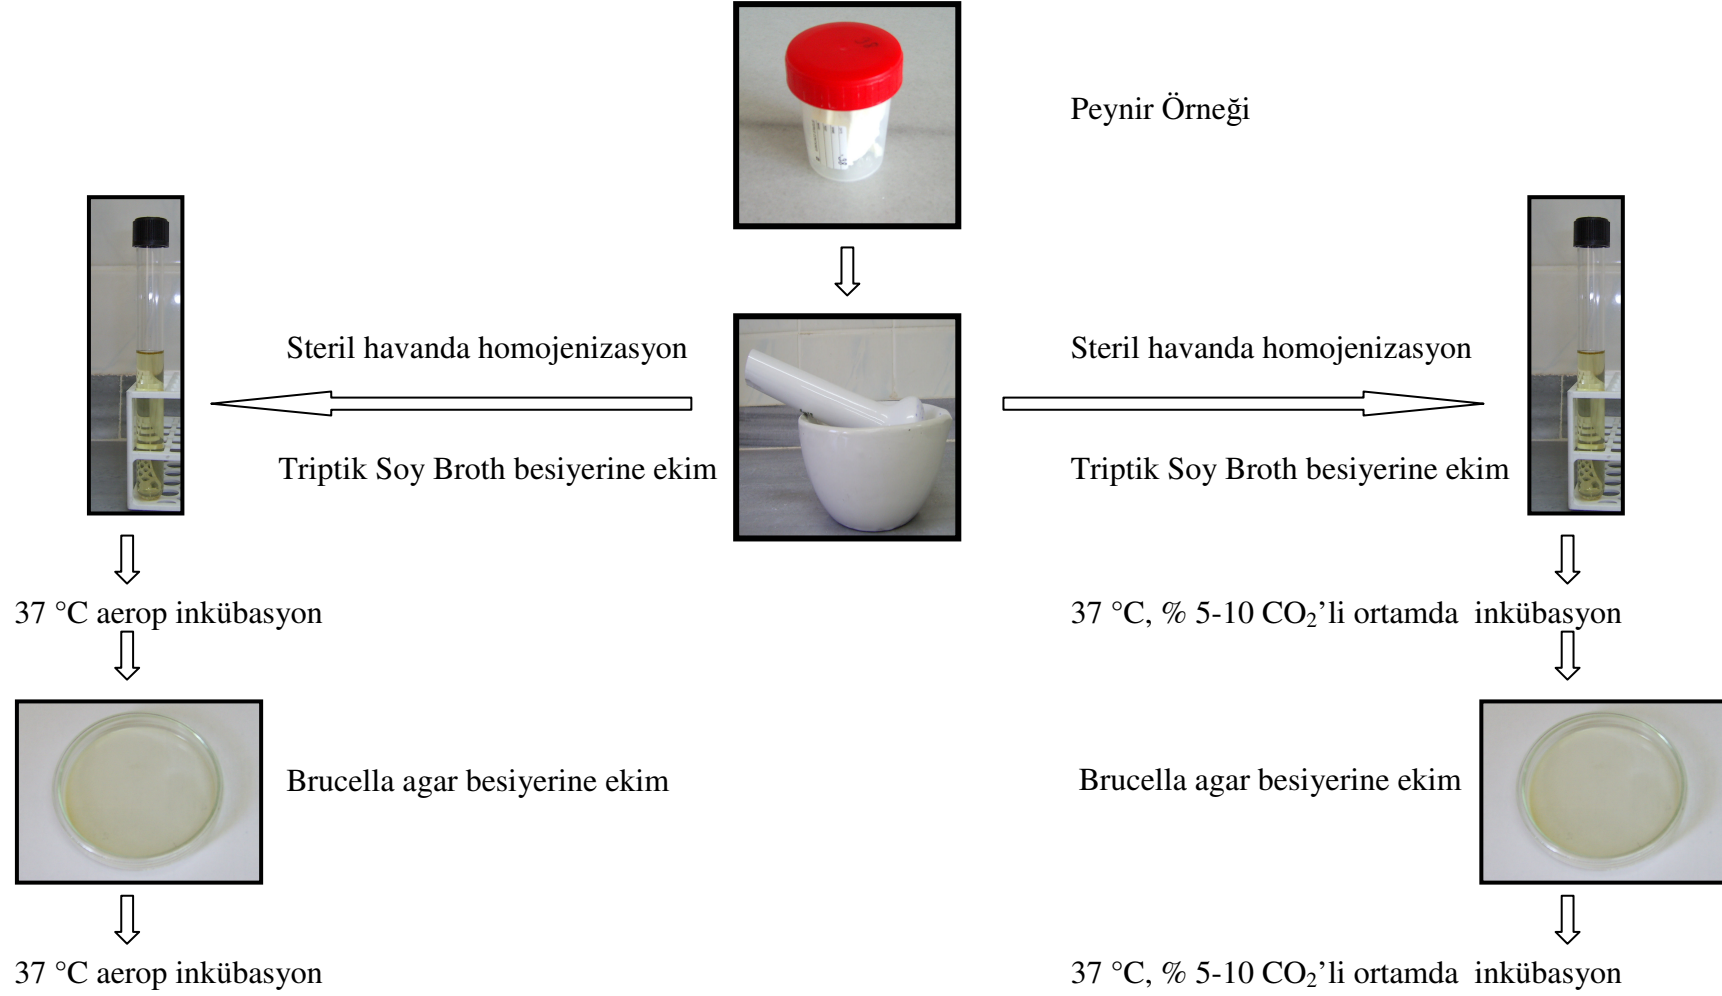 Peynir Örneği
Steril havanda homojenizasyon
Steril havanda homojenizasyon
Triptik Soy Broth besiyerine ekim
Triptik Soy Broth besiyerine ekim
37 °C aerop inkübasyon
37 °C, % 5-10 CO₂’li ortamda inkübasyon
Brucella agar besiyerine ekim
Brucella agar besiyerine ekim
37 °C aerop inkübasyon
37 °C, % 5-10 CO₂’li ortamda inkübasyon